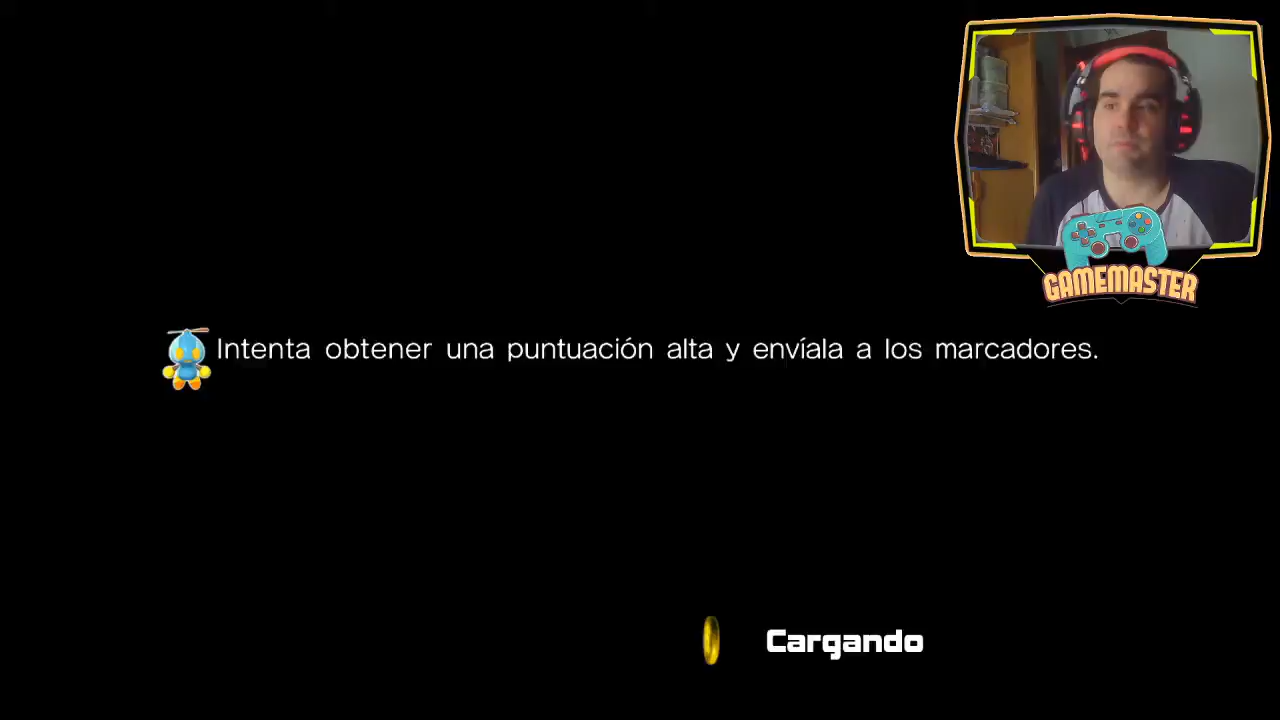 GAMEMASTER
Intenta obtener una puntuación alta y envíala a los marcadores.
Cargando